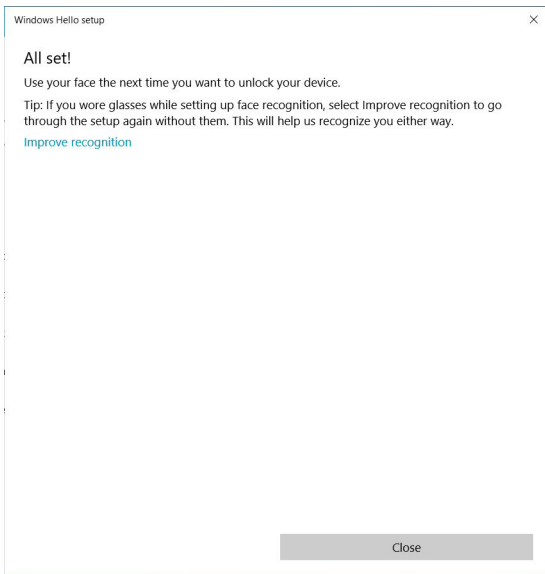 Windows Hello setup
All set!
Use your face the next time you want to unlock your device.
Tip: If you wore glasses while setting up face recognition, select Improve recognition to go
through the setup again without them. This will help us recognize you either way.
Improve recognition
Close